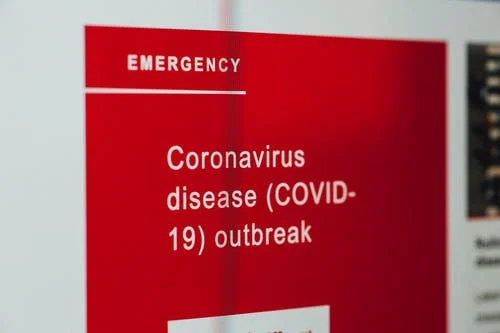 EMERGENCY
Coronavirus
disease (COVID-
19) outbreak